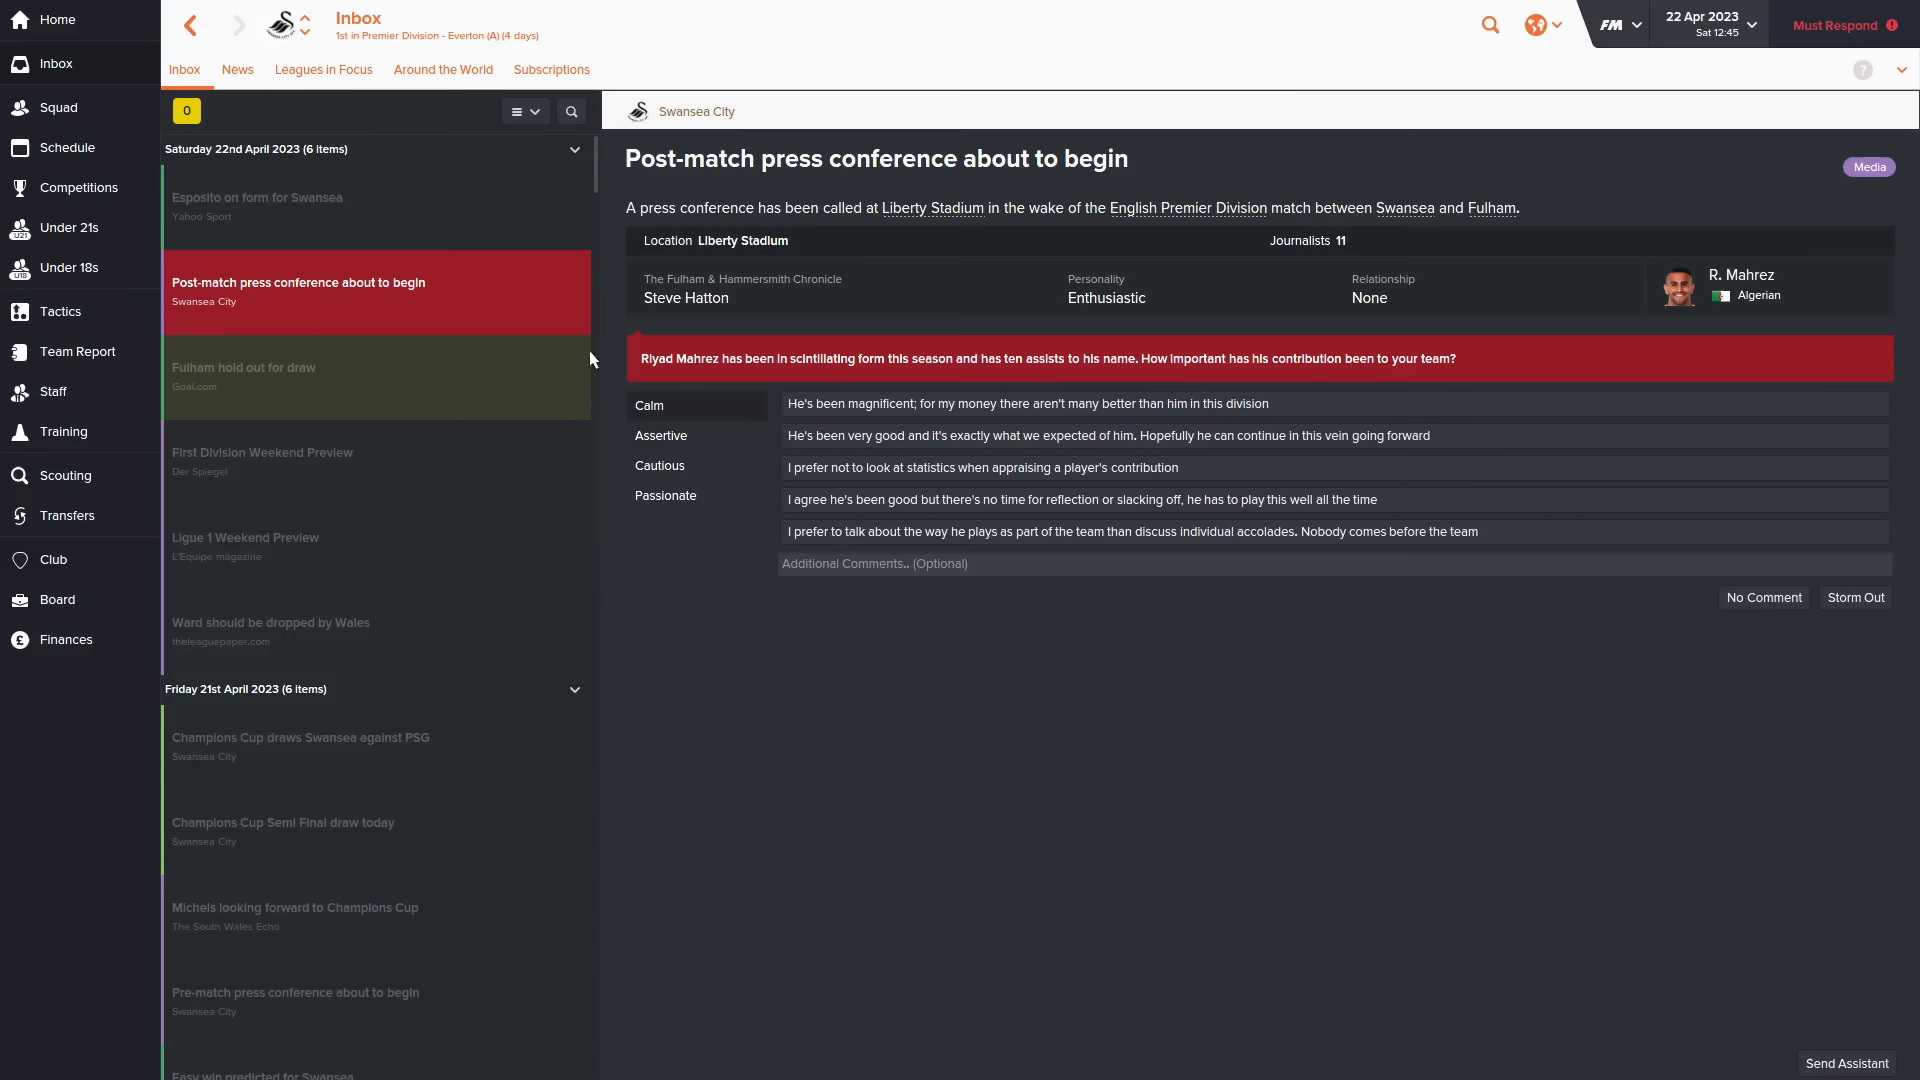 Home
Inbox
Squad
Schedule
Competitions
U21
Under 21s
U18
Under 18s
Tactics
Team Report
Staff
Training
Scouting
Transfers
Club
Board
Finances
Inbox
1st in Premier Division - Everton (A) (4 days)
FM
22 Apr 2023
Sat 12:45
Must Respond
Inbox
News
Leagues in Focus
Around the World
Subscriptions
?
0
Saturday 22nd April 2023 (6 items)
Esposito on form for Swansea
Yahoo Sport
Post-match press conference about to begin
Swansea City
Fulham hold out for draw
Goal.com
First Division Weekend Preview
Der Spiegel
Ligue 1 Weekend Preview
L'Equipe magazine
Ward should be dropped by Wales
theleaguepaper.com
Friday 21st April 2023 (6 items)
Champions Cup draws Swansea against PSG
Swansea City
Champions Cup Semi Final draw today
Swansea City
Michels looking forward to Champions Cup
The South Wales Echo
Pre-match press conference about to begin
Swansea City
Easy win predicted for Swansea
Swansea City
Post-match press conference about to begin
Media
A press conference has been called at Liberty Stadium in the wake of the English Premier Division match between Swansea and Fulham.
Location Liberty Stadium
Journalists 11
The Fulham & Hammersmith Chronicle
Steve Hatton
Personality
Enthusiastic
Relationship
None
R. Mahrez
Algerian
Riyad Mahrez has been in scintillating form this season and has ten assists to his name. How important has his contribution been to your team?
Calm
Assertive
Cautious
Passionate
He's been magnificent; for my money there aren't many better than him in this division
He's been very good and it's exactly what we expected of him. Hopefully he can continue in this vein going forward
I prefer not to look at statistics when appraising a player's contribution
I agree he's been good but there's no time for reflection or slacking off, he has to play this well all the time
I prefer to talk about the way he plays as part of the team than discuss individual accolades. Nobody comes before the team
Additional Comments.. (Optional)
No Comment
Storm Out
Send Assistant